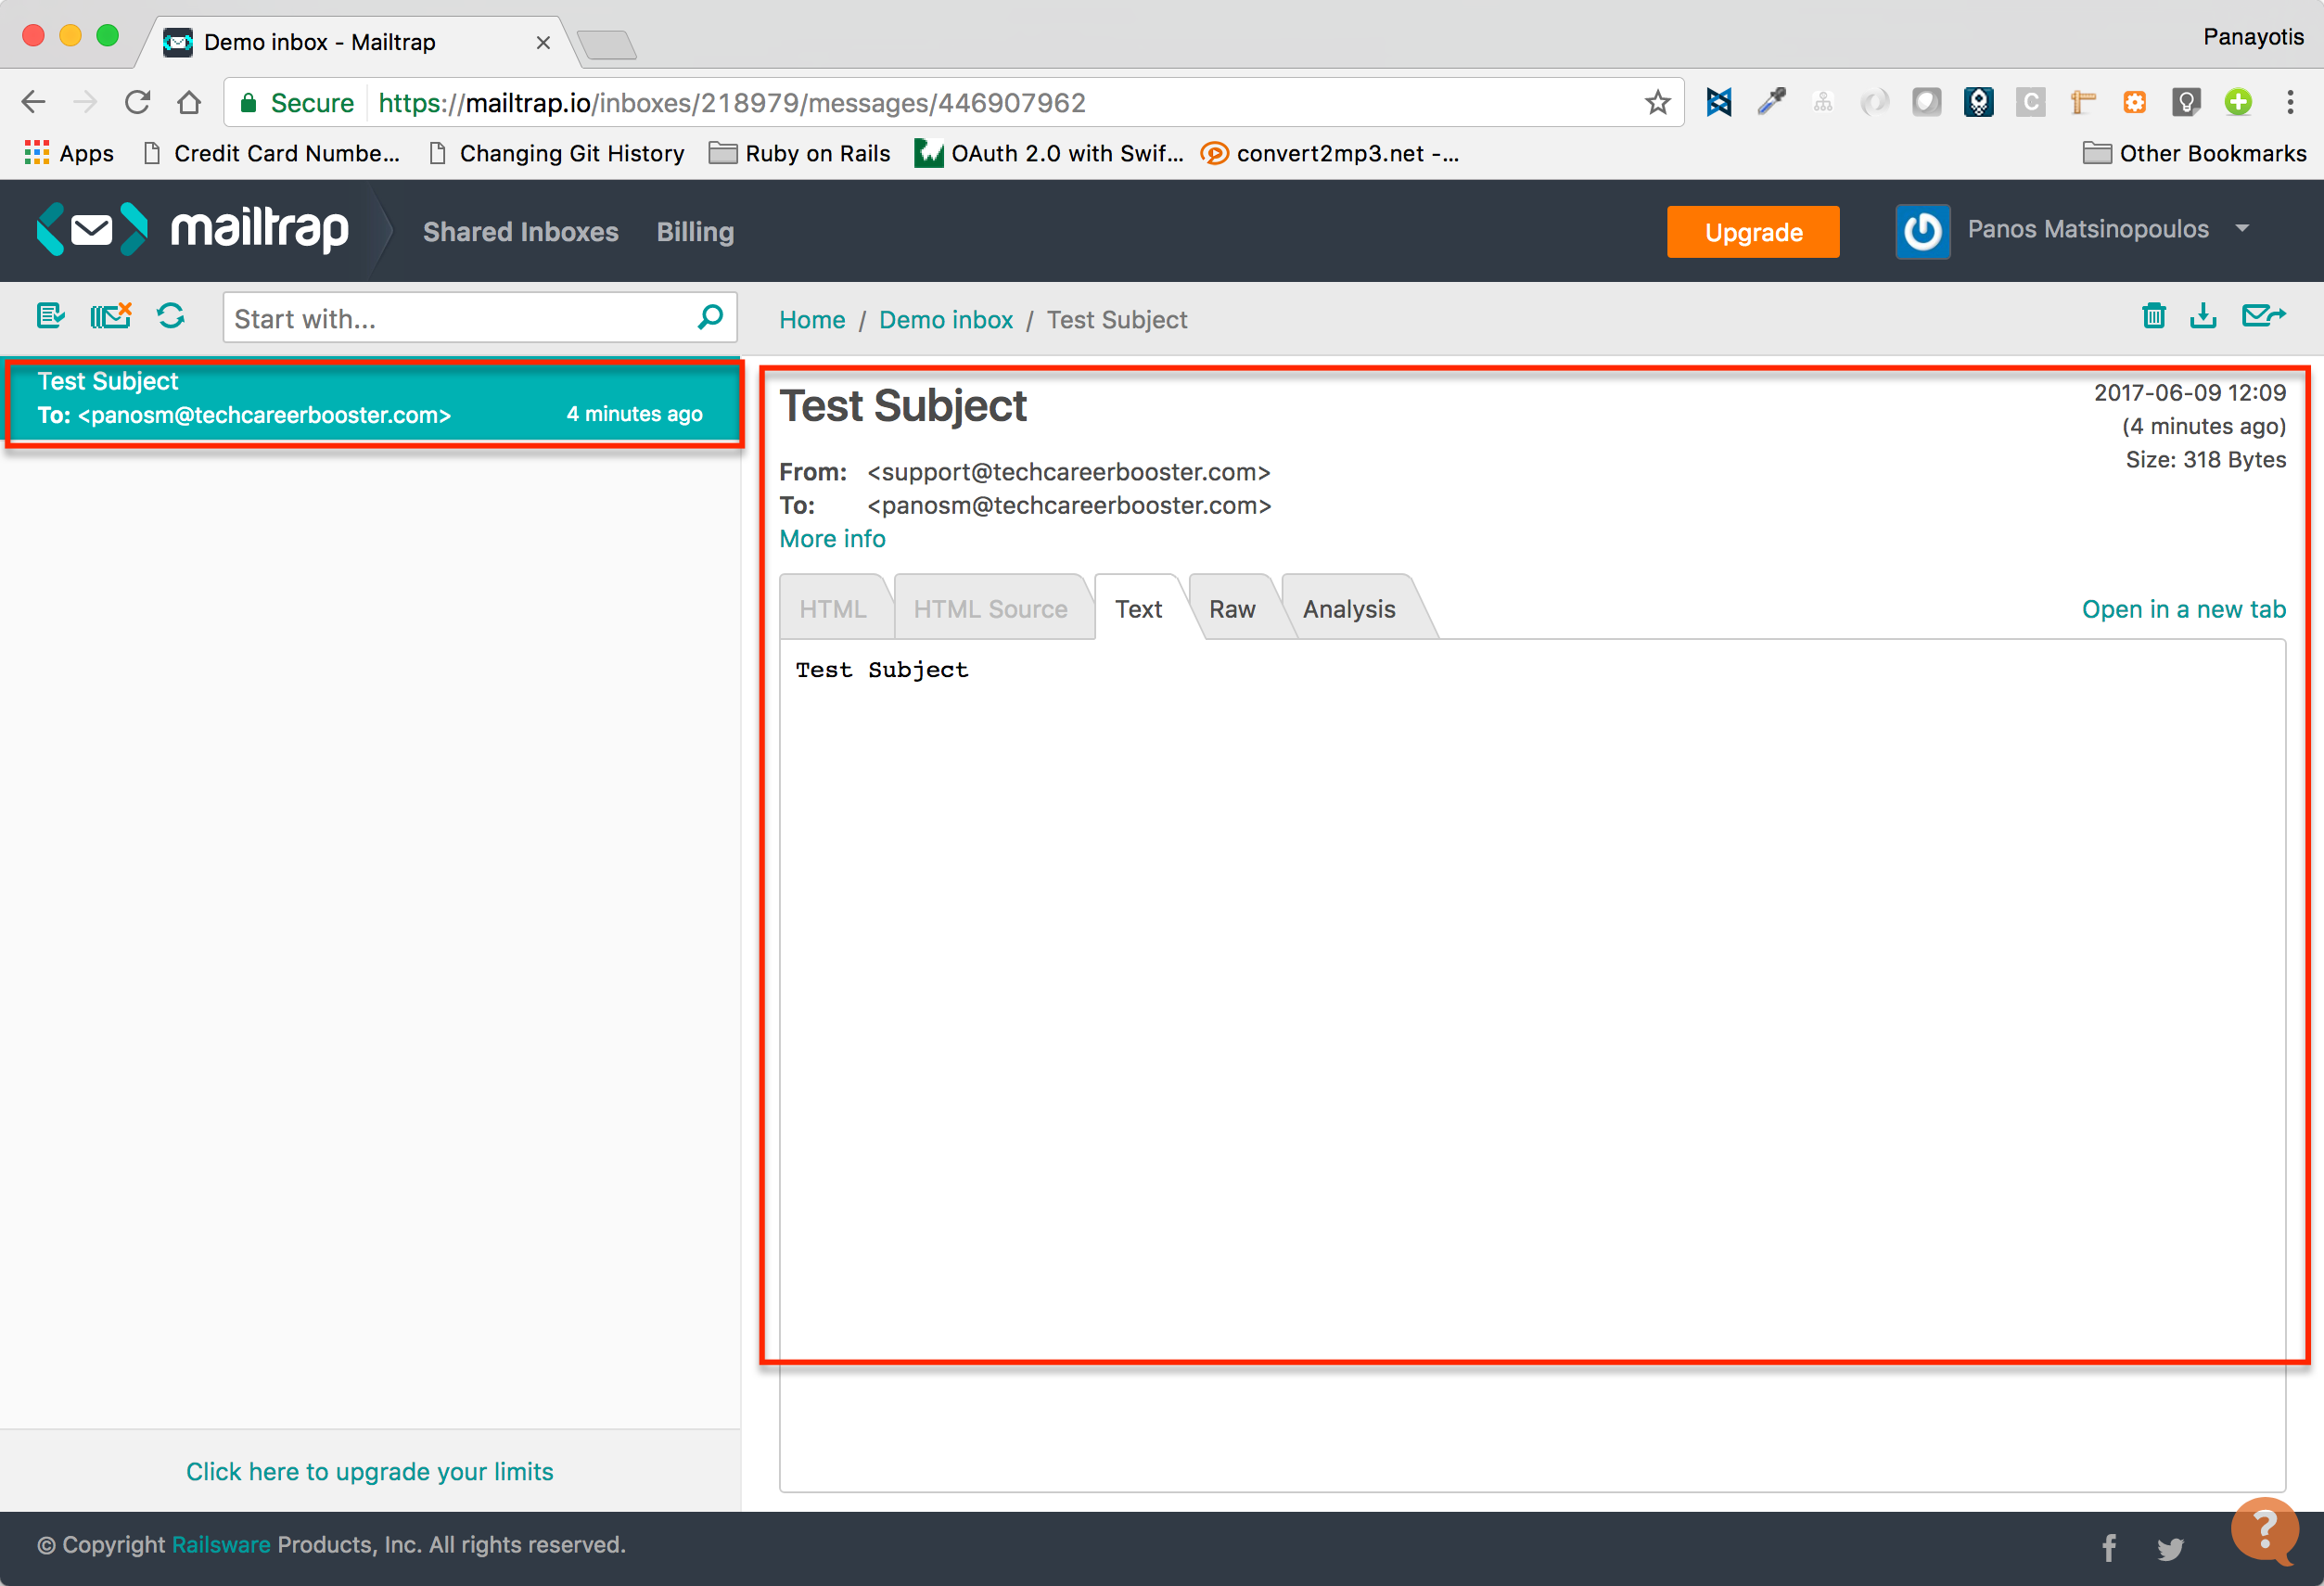 Demo inbox - Mailtrap
Panayotis
Secure https://mailtrap.io/inboxes/218979/messages/446907962
Apps Credit Card Numbe... Changing Git History Ruby on Rails OAuth 2.0 with Swif... convert2mp3.net -... Other Bookmarks
mailtrap Shared Inboxes Billing Upgrade Panos Matsinopoulos
Start with...
Home / Demo inbox / Test Subject
Test Subject
To: <panosm@techcareerbooster.com> 4 minutes ago
Test Subject
2017-06-09 12:09
(4 minutes ago)
Size: 318 Bytes
From: <support@techcareerbooster.com>
To: <panosm@techcareerbooster.com>
More info
HTML HTML Source Text Raw Analysis Open in a new tab
Test Subject
Click here to upgrade your limits
© Copyright Railsware Products, Inc. All rights reserved.